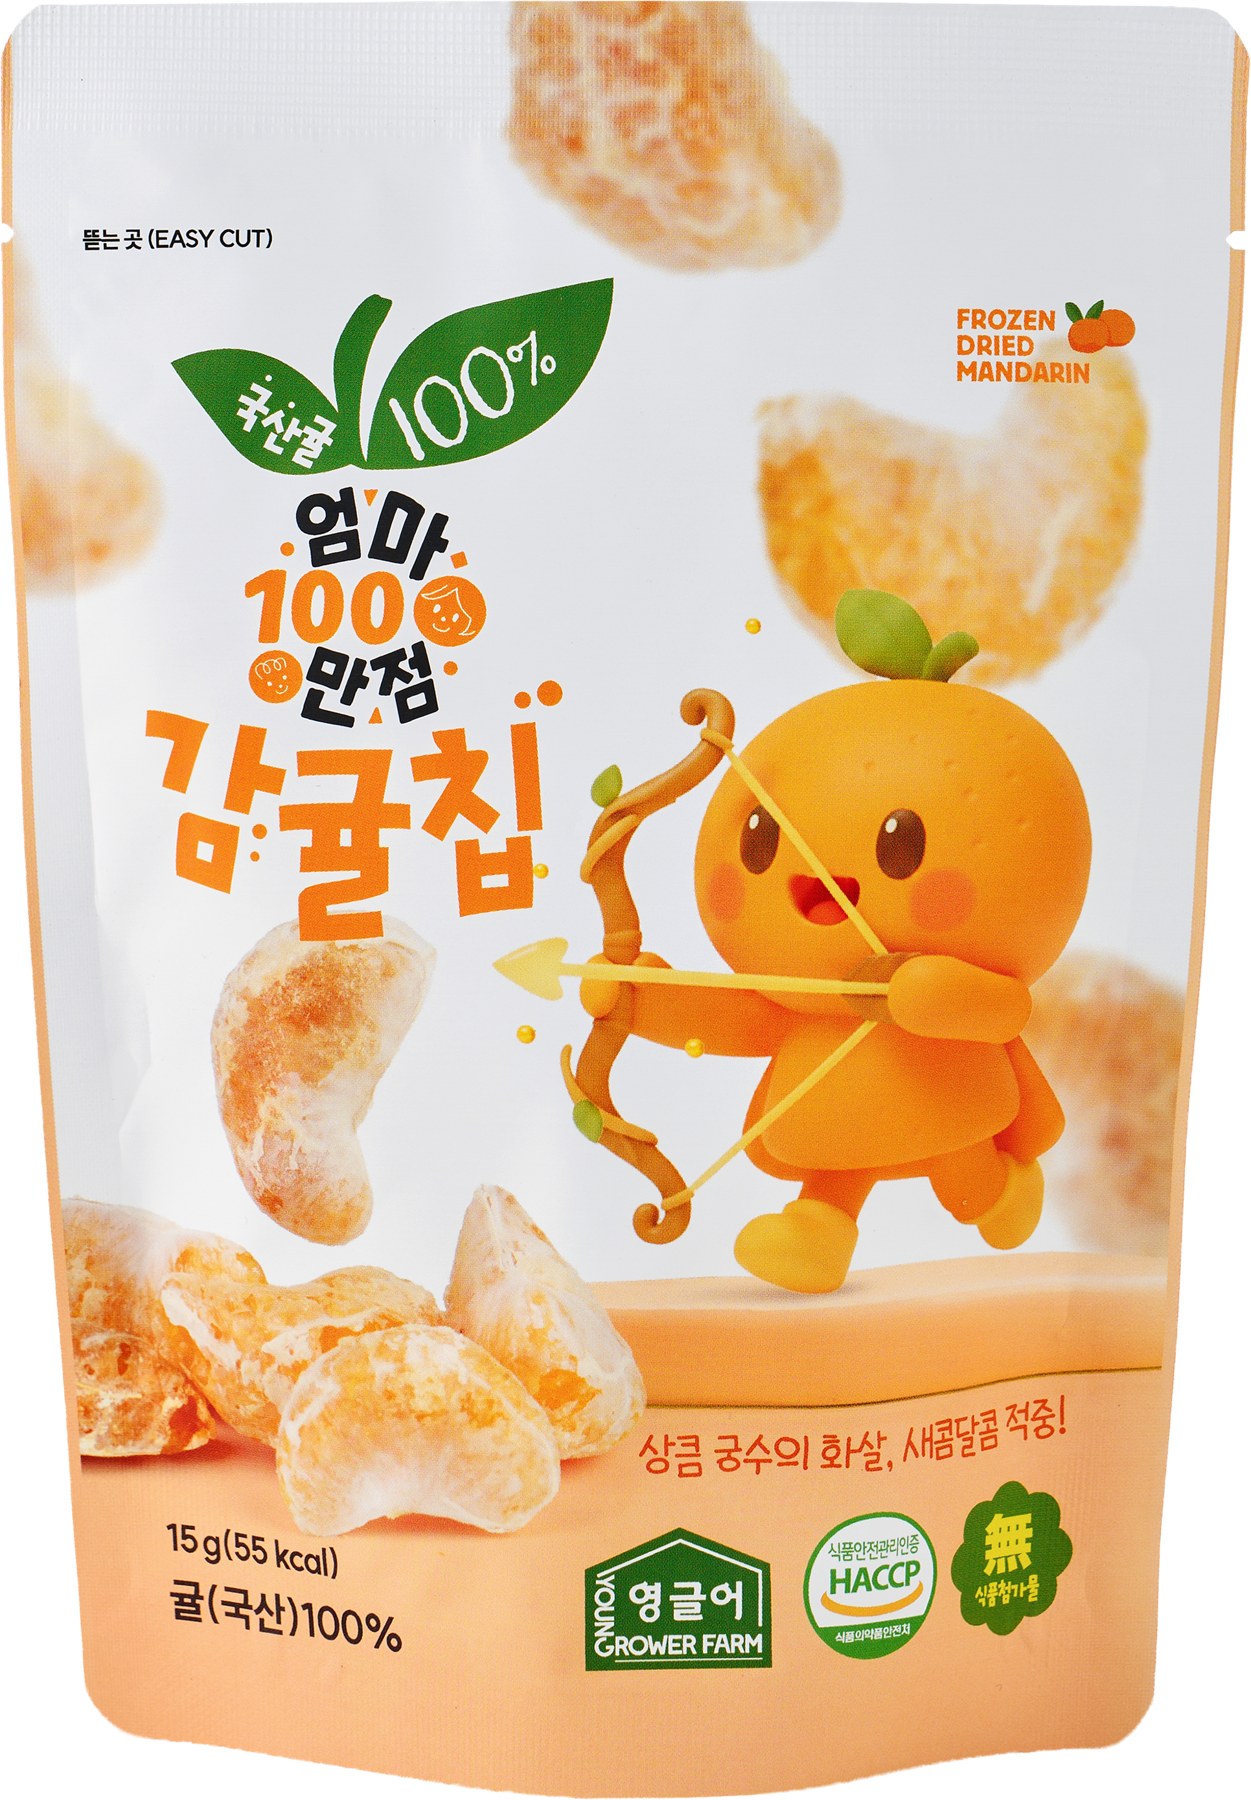 뜯는 곳 (EASY CUT)
국산귤 100%
FROZEN
DRIED
MANDARIN
엄마
100
만점
감귤칩
상큼 궁수의 화살, 새콤달콤 적중!
15 g(55 kcal)
귤(국산)100%
영글어
YOUNG
GROWER FARM
식품안전관리인증
HACCP
식품의약품안전처
無
식품첨가물